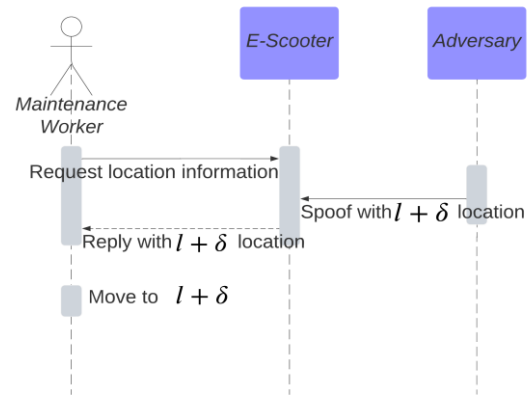 E-Scooter
Adversary
Maintenance
Worker
Request location information
Spoof with l + δ location
Reply with l + δ location
Move to l + δ